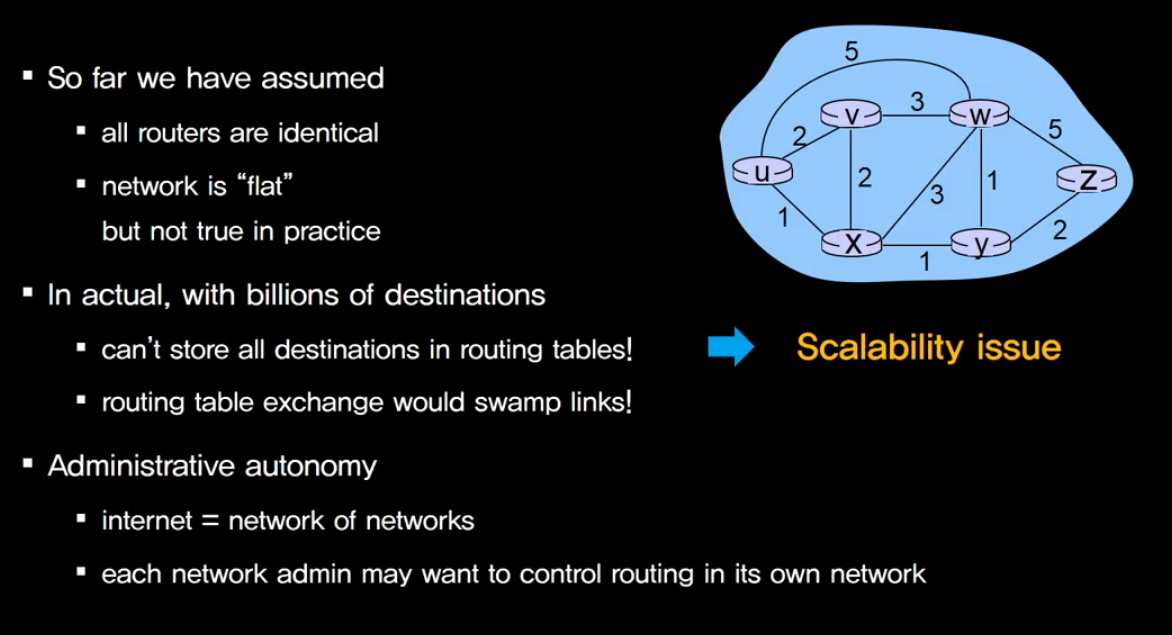 ▪ So far we have assumed
▪ all routers are identical
▪ network is “flat”
but not true in practice
▪ In actual, with billions of destinations
▪ can't store all destinations in routing tables!
▪ routing table exchange would swamp links!
▪ Administrative autonomy
▪ internet = network of networks
▪ each network admin may want to control routing in its own network
5
v 3 w
2 5
u 2 3 1 z
1 2
x 1 y
Scalability issue